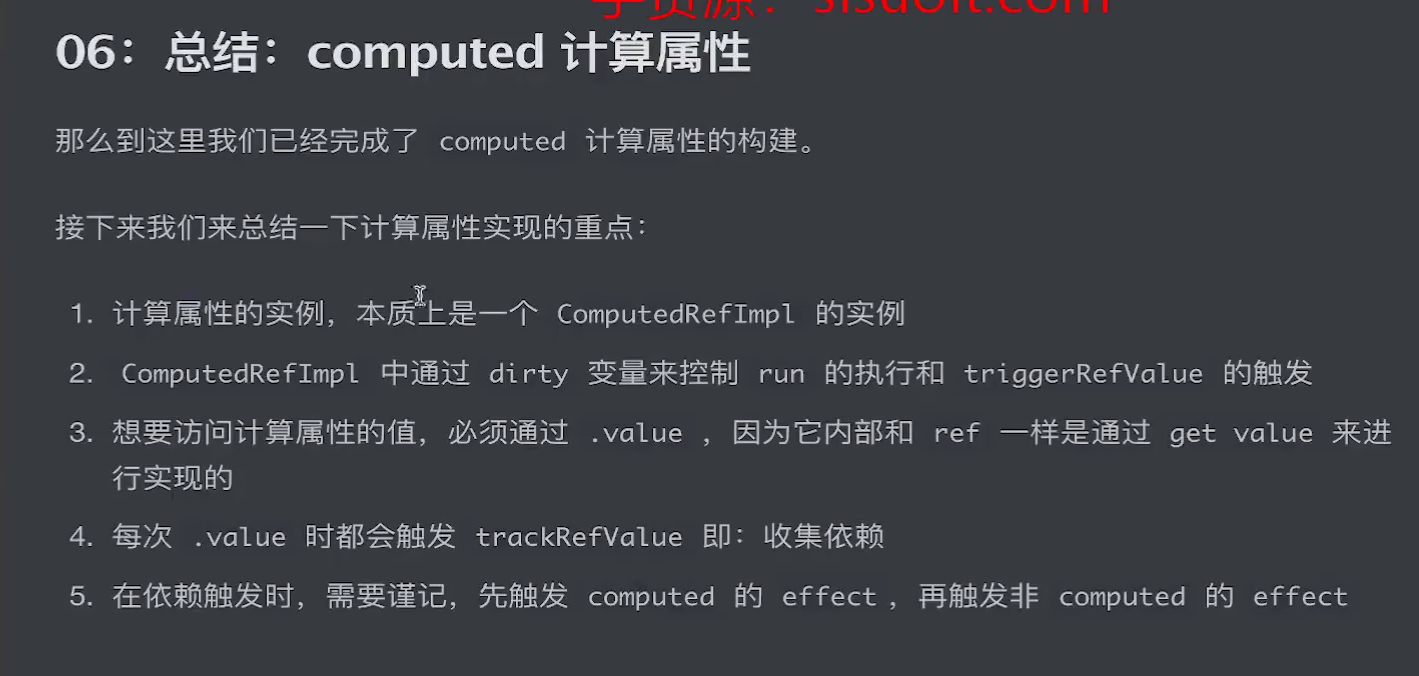 06：总结：computed 计算属性
那么到这里我们已经完成了 computed 计算属性的构建。
接下来我们来总结一下计算属性实现的重点：
1. 计算属性的实例，本质上是一个 ComputedRefImpl 的实例
2. ComputedRefImpl 中通过 dirty 变量来控制 run 的执行和 triggerRefValue 的触发
3. 想要访问计算属性的值，必须通过 .value ，因为它内部和 ref 一样是通过 get value 来进
行实现的
4. 每次 .value 时都会触发 trackRefValue 即：收集依赖
5. 在依赖触发时，需要谨记，先触发 computed 的 effect，再触发非 computed 的 effect